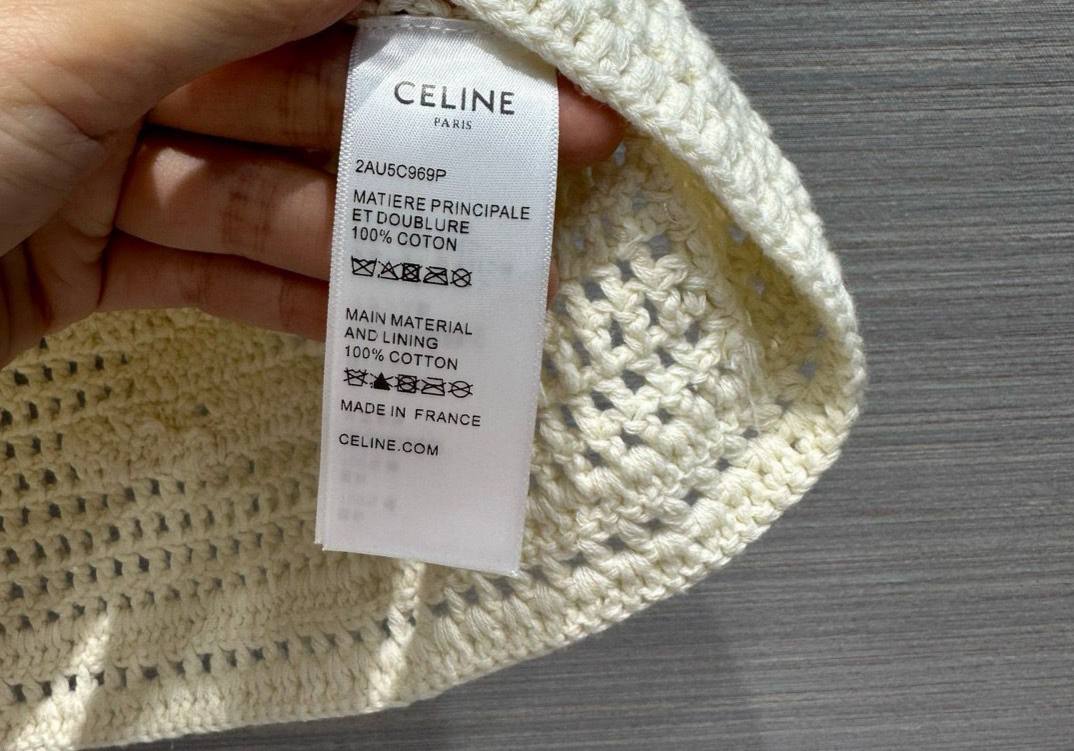 CELINE
PARIS
2AU5C969P
MATIERE PRINCIPALE
ET DOUBLURE
100% COTON
MAIN MATERIAL
AND LINING
100% COTTON
MADE IN FRANCE
CELINE.COM